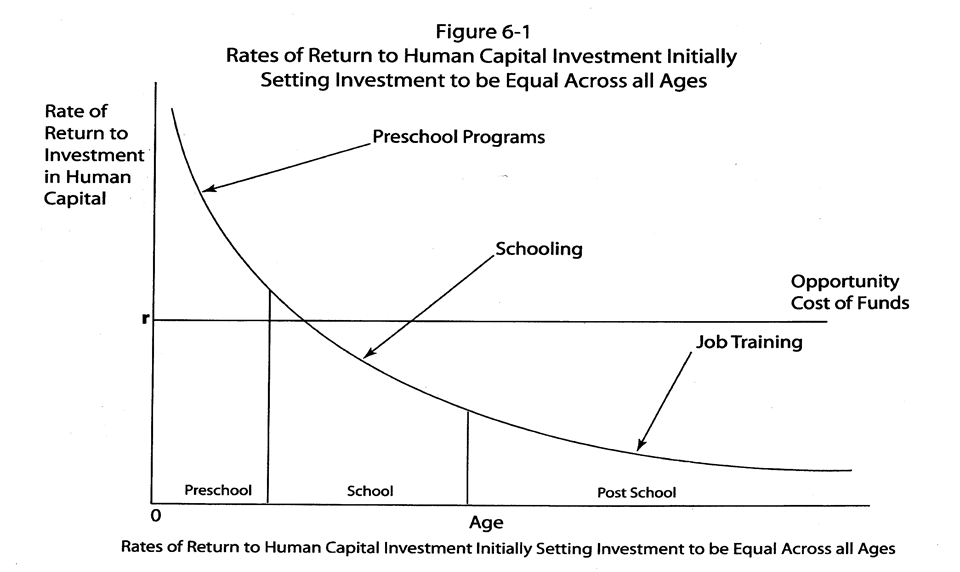 Figure 6-1
Rates of Return to Human Capital Investment Initially
Setting Investment to be Equal Across all Ages
Rate of
Return to
Investment
in Human
Capital
Preschool Programs
Schooling
Opportunity
Cost of Funds
r
Job Training
Preschool
School
Post School
0
Age
Rates of Return to Human Capital Investment Initially Setting Investment to be Equal Across all Ages